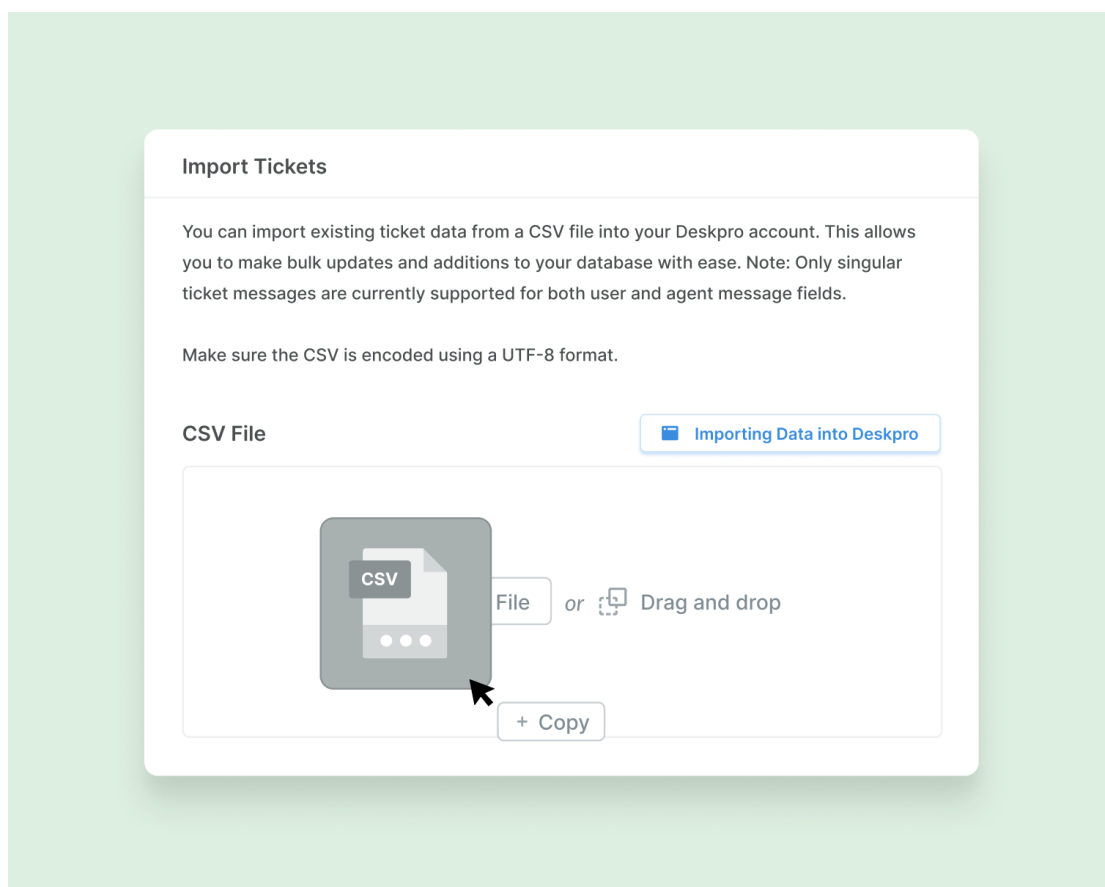 Import Tickets
You can import existing ticket data from a CSV file into your Deskpro account. This allows
you to make bulk updates and additions to your database with ease. Note: Only singular
ticket messages are currently supported for both user and agent message fields.
Make sure the CSV is encoded using a UTF-8 format.
CSV File
Importing Data into Deskpro
CSV
File or Drag and drop
+ Copy